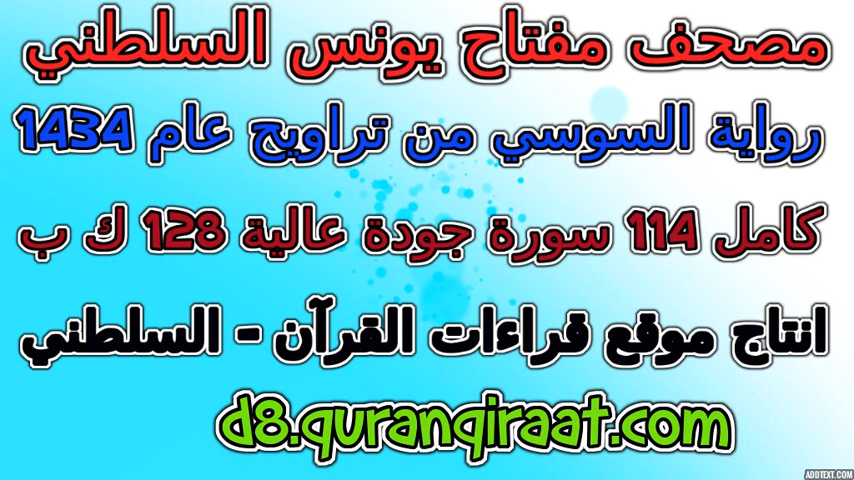 مصحف مفتاح يونس السلطني
رواية السوسي من تراويح عام 1434
كامل 114 سورة جودة عالية 128 ك ب
انتاج موقع قراءات القرآن - السلطني
d8.quranqiraat.com
ADDTEXT.COM